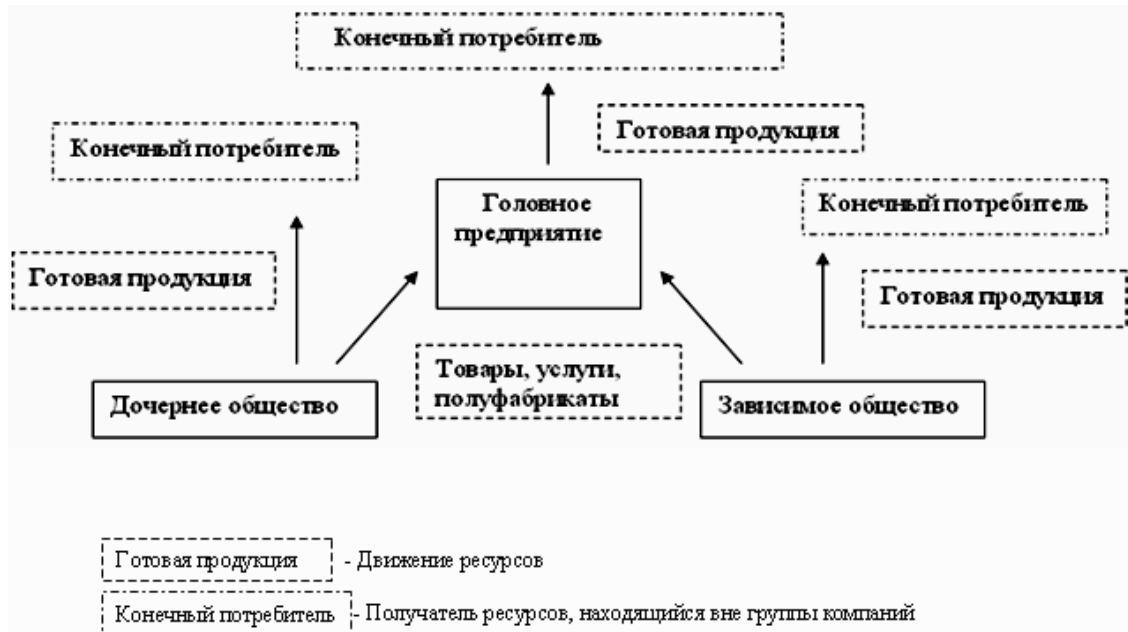 Конечный потребитель
Готовая продукция
Конечный потребитель
Головное
предприятие
Конечный потребитель
Готовая продукция
Готовая продукция
Товары, услуги,
полуфабрикаты
Дочернее общество
Зависимое общество
Готовая продукция - Движение ресурсов
Конечный потребитель - Получатель ресурсов, находящийся вне группы компаний